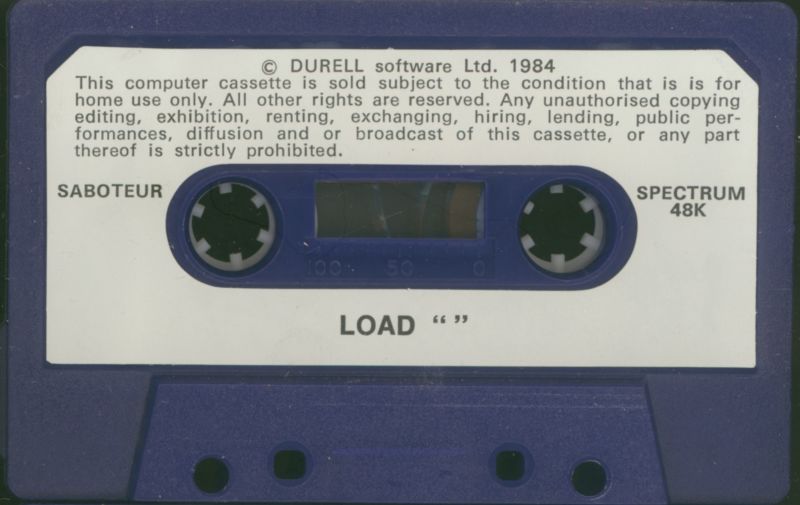 © DURELL software Ltd. 1984
This computer cassette is sold subject to the condition that is is for
home use only. All other rights are reserved. Any unauthorised copying
editing, exhibition, renting, exchanging, hiring, lending, public per-
formances, diffusion and or broadcast of this cassette, or any part
thereof is strictly prohibited.
SABOTEUR
SPECTRUM
48K
100 50 0
LOAD “ ”